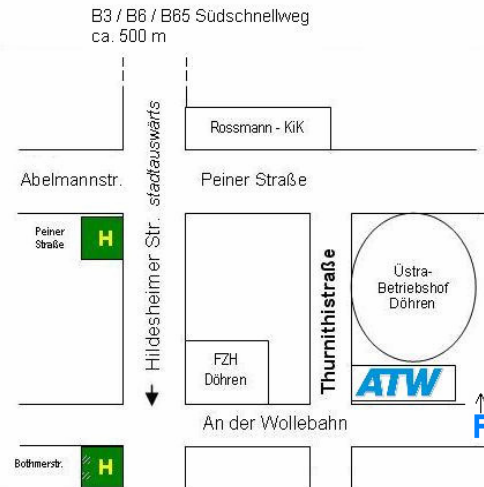 B3 / B6 / B65 Südschnellweg
ca. 500 m
Rossmann - KiK
Abelmannstr.
Peiner Straße
Hildesheimer Str. stadtauswärts
Peiner
Straße
H
Thurnithistraße
Üstra-
Betriebshof
Döhren
FZH
Döhren
ATW
An der Wollebahn
P
Bothmerstr.
H